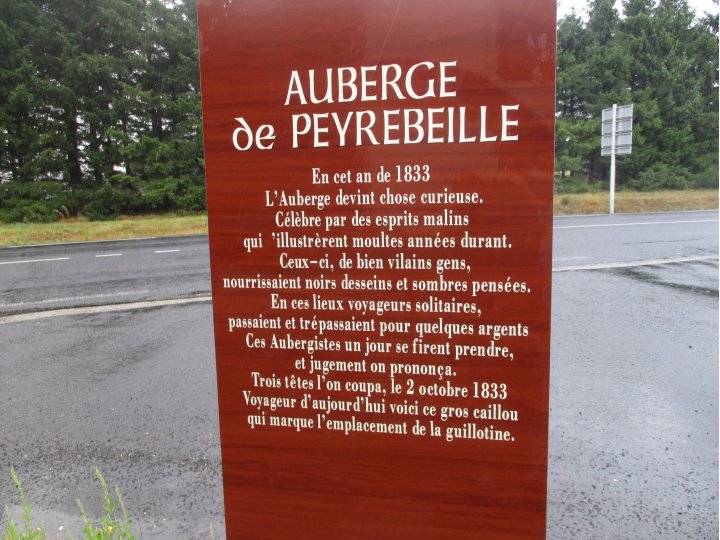 AUBERGE
de PEYREBEILLE
En cet an de 1833
L'Auberge devint chose curieuse.
Célèbre par des esprits malins
qui 'illustrèrent moultes années durant.
Ceux-ci, de bien vilains gens,
nourrissaient noirs desseins et sombres pensées.
En ces lieux voyageurs solitaires,
passaient et trépassaient pour quelques argents
Ces Aubergistes un jour se firent prendre,
et jugement on prononça.
Trois têtes l'on coupa, le 2 octobre 1833
Voyageur d'aujourd'hui voici ce gros caillou
qui marque l'emplacement de la guillotine.